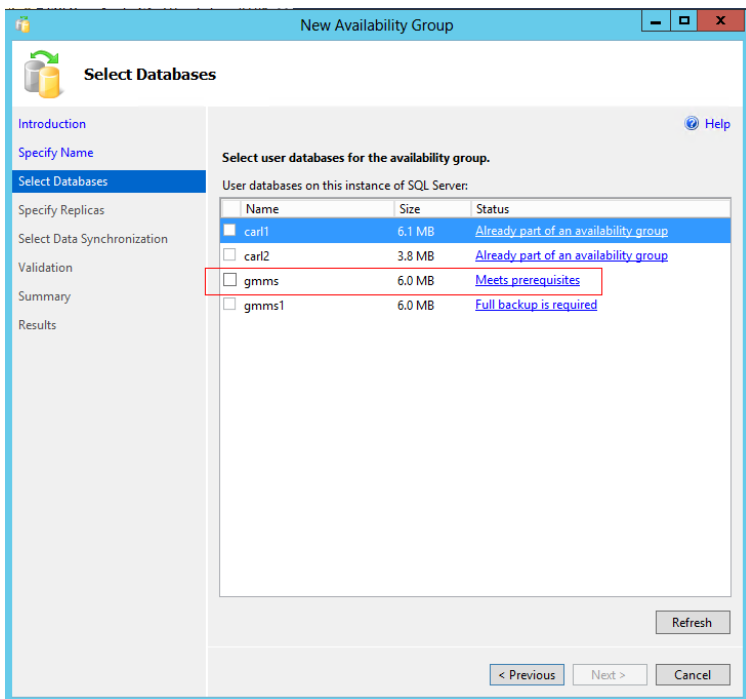 New Availability Group
Select Databases
Introduction
Help
Specify Name
Select user databases for the availability group.
Select Databases
User databases on this instance of SQL Server:
Specify Replicas
Name Size Status
carl1 6.1 MB Already part of an availability group
Select Data Synchronization
carl2 3.8 MB Already part of an availability group
Validation
gmms 6.0 MB Meets prerequisites
Summary
gmms1 6.0 MB Full backup is required
Results
Refresh
< Previous Next > Cancel